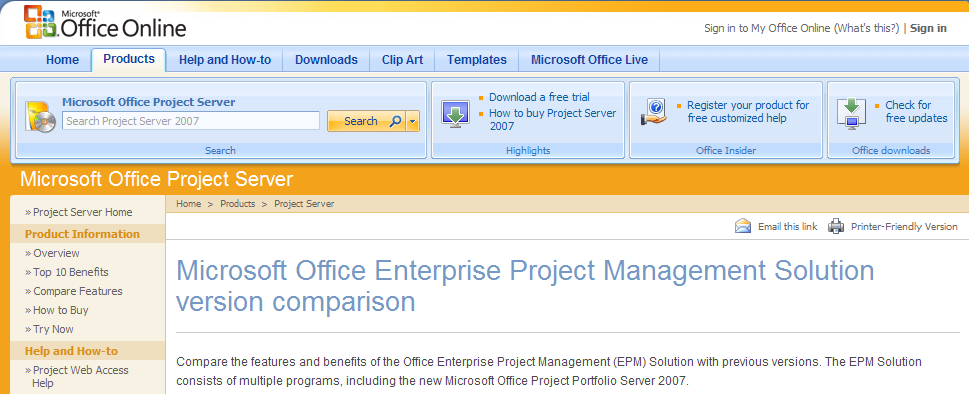 Microsoft®
Office Online
Sign in to My Office Online (What's this?) | Sign in
Home
Products
Help and How-to
Downloads
Clip Art
Templates
Microsoft Office Live
Microsoft Office Project Server
Search Project Server 2007
Search
Search
Download a free trial
How to buy Project Server
2007
Highlights
Register your product for
free customized help
Office Insider
Check for
free updates
Office downloads
Microsoft Office Project Server
» Project Server Home
Product Information
» Overview
» Top 10 Benefits
» Compare Features
» How to Buy
» Try Now
Help and How-to
» Project Web Access
Help
Home > Products > Project Server
Email this link
Printer-Friendly Version
Microsoft Office Enterprise Project Management Solution
version comparison
Compare the features and benefits of the Office Enterprise Project Management (EPM) Solution with previous versions. The EPM Solution
consists of multiple programs, including the new Microsoft Office Project Portfolio Server 2007.